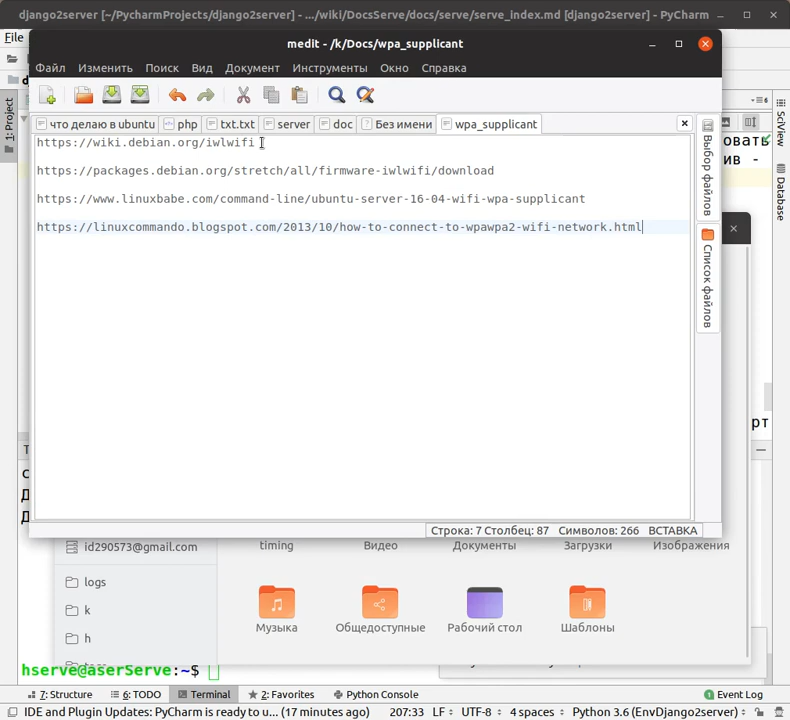 django2server [~/PycharmProjects/django2server] - .../wiki/DocsServe/docs/serve/serve_index.md [django2server] - PyCharm
File
medit - /k/Docs/wpa_supplicant
Файл Изменить Поиск Вид Документ Инструменты Окно Справка
что делаю в ubuntu php txt.txt server doc Без имени wpa_supplicant
https://wiki.debian.org/iwlwifi
https://packages.debian.org/stretch/all/firmware-iwlwifi/download
https://www.linuxbabe.com/command-line/ubuntu-server-16-04-wifi-wpa-supplicant
https://linuxcommando.blogspot.com/2013/10/how-to-connect-to-wpawpa2-wifi-network.html
Выбор файлов
Список файлов
1: Project
SciView
Database
овать
ив -
рт
Строка: 7 Столбец: 87 Символов: 266 ВСТАВКА
id290573@gmail.com
timing Видео Документы Загрузки Изображения
logs
k
h
Музыка Общедоступные Рабочий стол Шаблоны
hserve@aserServe:~$
7: Structure 6: TODO Terminal 2: Favorites Python Console Event Log
IDE and Plugin Updates: PyCharm is ready to u... (17 minutes ago) 207:33 LF UTF-8 4 spaces Python 3.6 (EnvDjango2server)